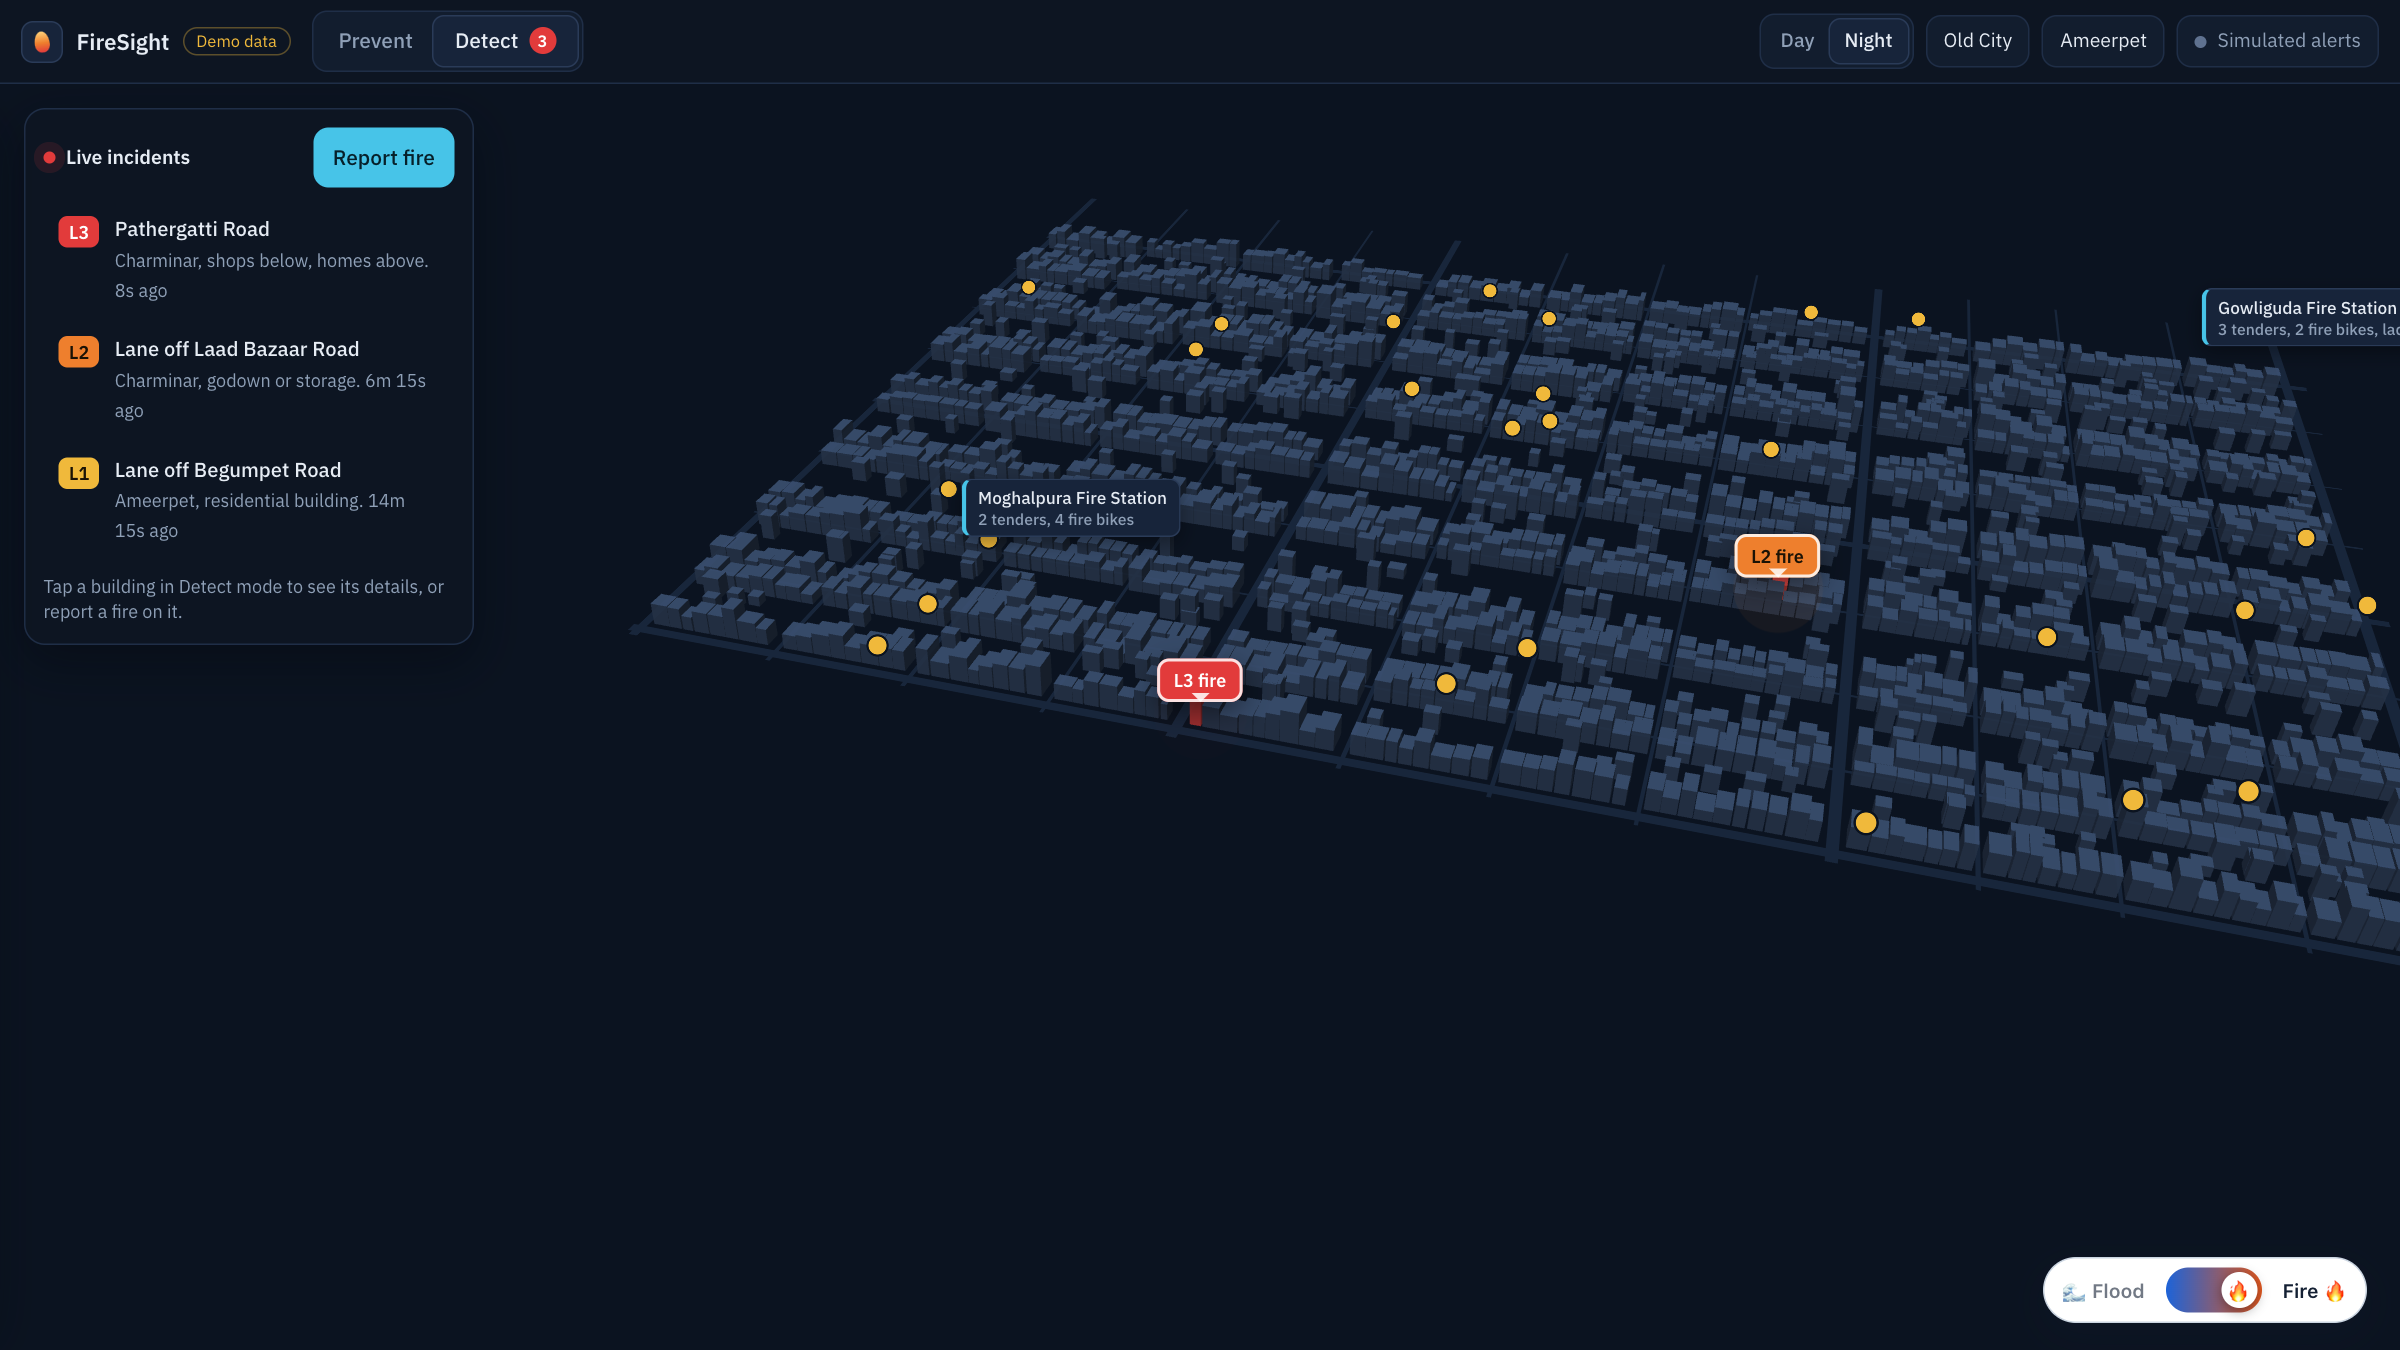 FireSight
Demo data
Prevent
Detect 3
Day
Night
Old City
Ameerpet
Simulated alerts
Live incidents
Report fire
L3
Pathergatti Road
Charminar, shops below, homes above.
8s ago
L2
Lane off Laad Bazaar Road
Charminar, godown or storage. 6m 15s
ago
L1
Lane off Begumpet Road
Ameerpet, residential building. 14m
15s ago
Tap a building in Detect mode to see its details, or
report a fire on it.
Gowliguda Fire Station
3 tenders, 2 fire bikes,
Moghalpura Fire Station
2 tenders, 4 fire bikes
L2 fire
L3 fire
Flood
Fire